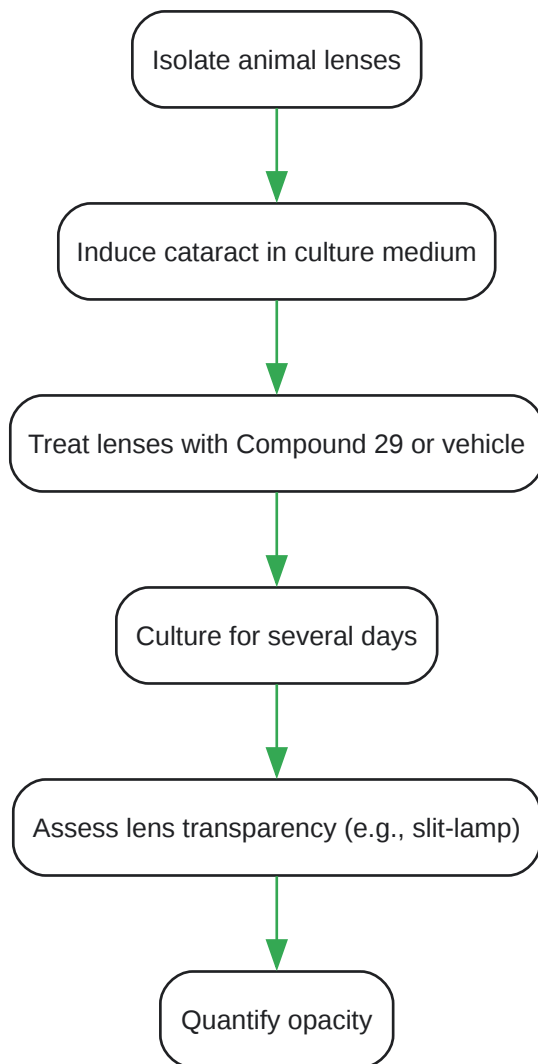 Isolate animal lenses
Induce cataract in culture medium
Treat lenses with Compound 29 or vehicle
Culture for several days
Assess lens transparency (e.g., slit-lamp)
Quantify opacity